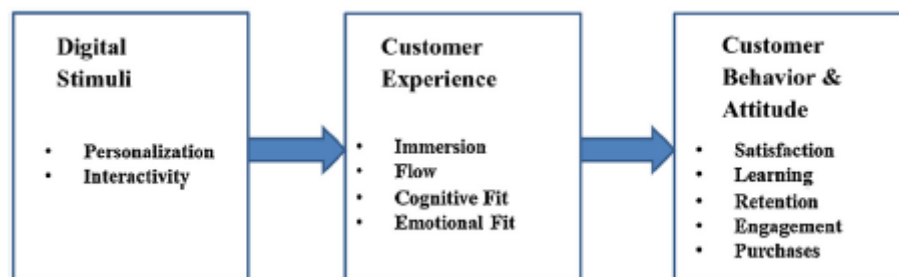 Digital
Stimuli
• Personalization
• Interactivity
Customer
Experience
• Immersion
• Flow
• Cognitive Fit
• Emotional Fit
Customer
Behavior &
Attitude
• Satisfaction
• Learning
• Retention
• Engagement
• Purchases